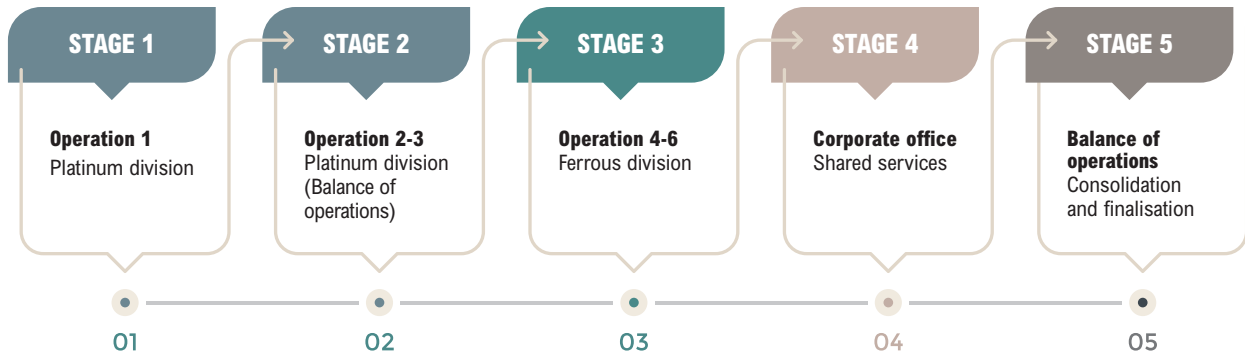 STAGE 1
STAGE 2
STAGE 3
STAGE 4
STAGE 5
Operation 1
Platinum division
Operation 2-3
Platinum division
(Balance of
operations)
Operation 4-6
Ferrous division
Corporate office
Shared services
Balance of
operations
Consolidation
and finalisation
01
02
03
04
05